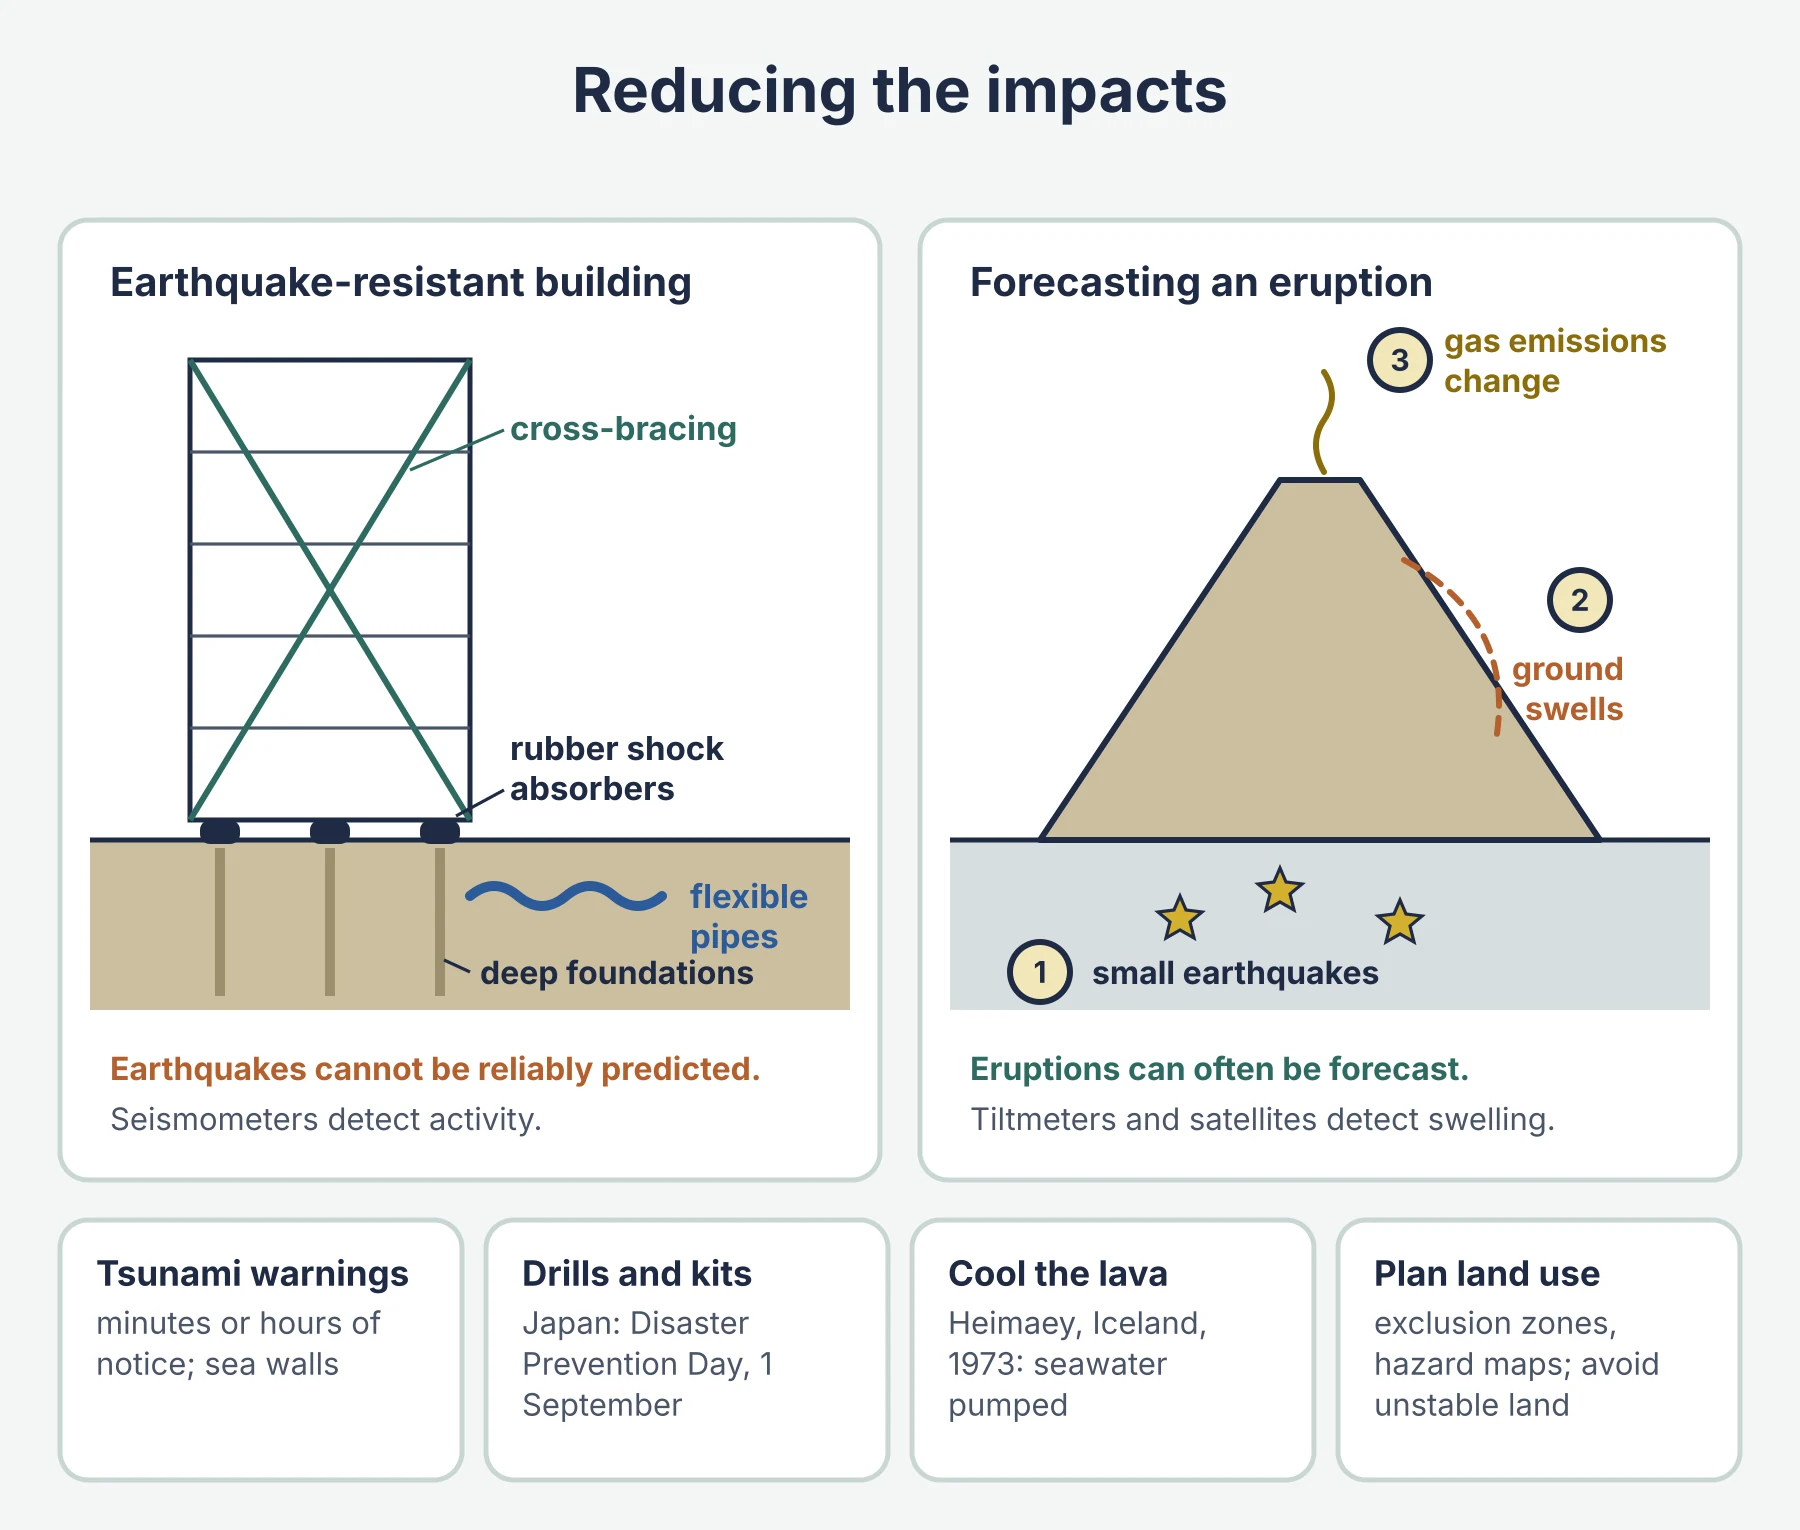 Reducing the impacts
Earthquake-resistant building
cross-bracing
rubber shock
absorbers
flexible
pipes
deep foundations
Earthquakes cannot be reliably predicted.
Seismometers detect activity.
Forecasting an eruption
3
gas emissions
change
2
ground
swells
1
small earthquakes
Eruptions can often be forecast.
Tiltmeters and satellites detect swelling.
Tsunami warnings
minutes or hours of
notice; sea walls
Drills and kits
Japan: Disaster
Prevention Day, 1
September
Cool the lava
Heimaey, Iceland,
1973: seawater
pumped
Plan land use
exclusion zones,
hazard maps; avoid
unstable land